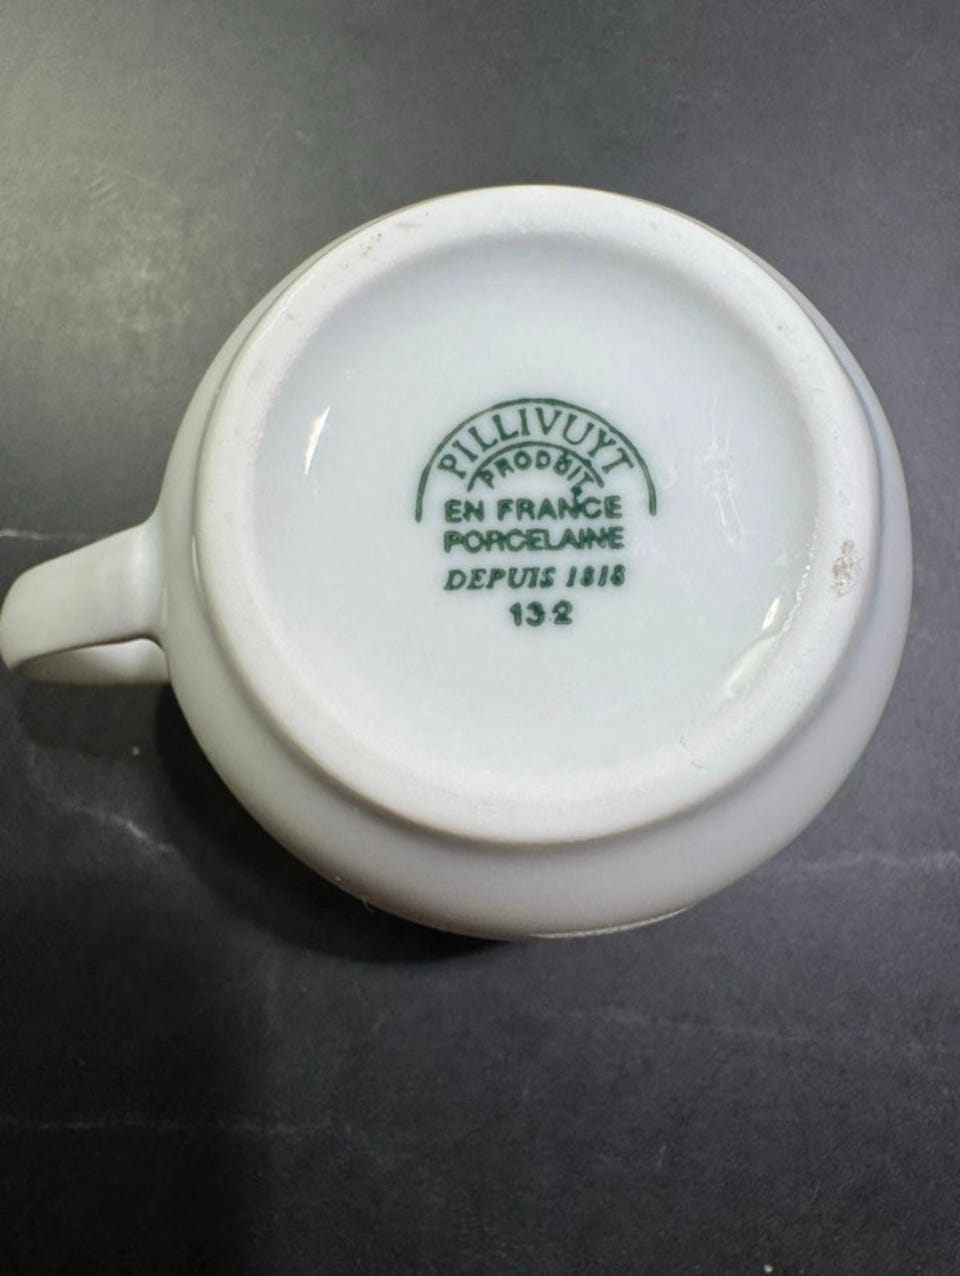 PILLIVUYT
PRODUIT
EN FRANCE
PORCELAINE
DEPUIS 1818
13 2